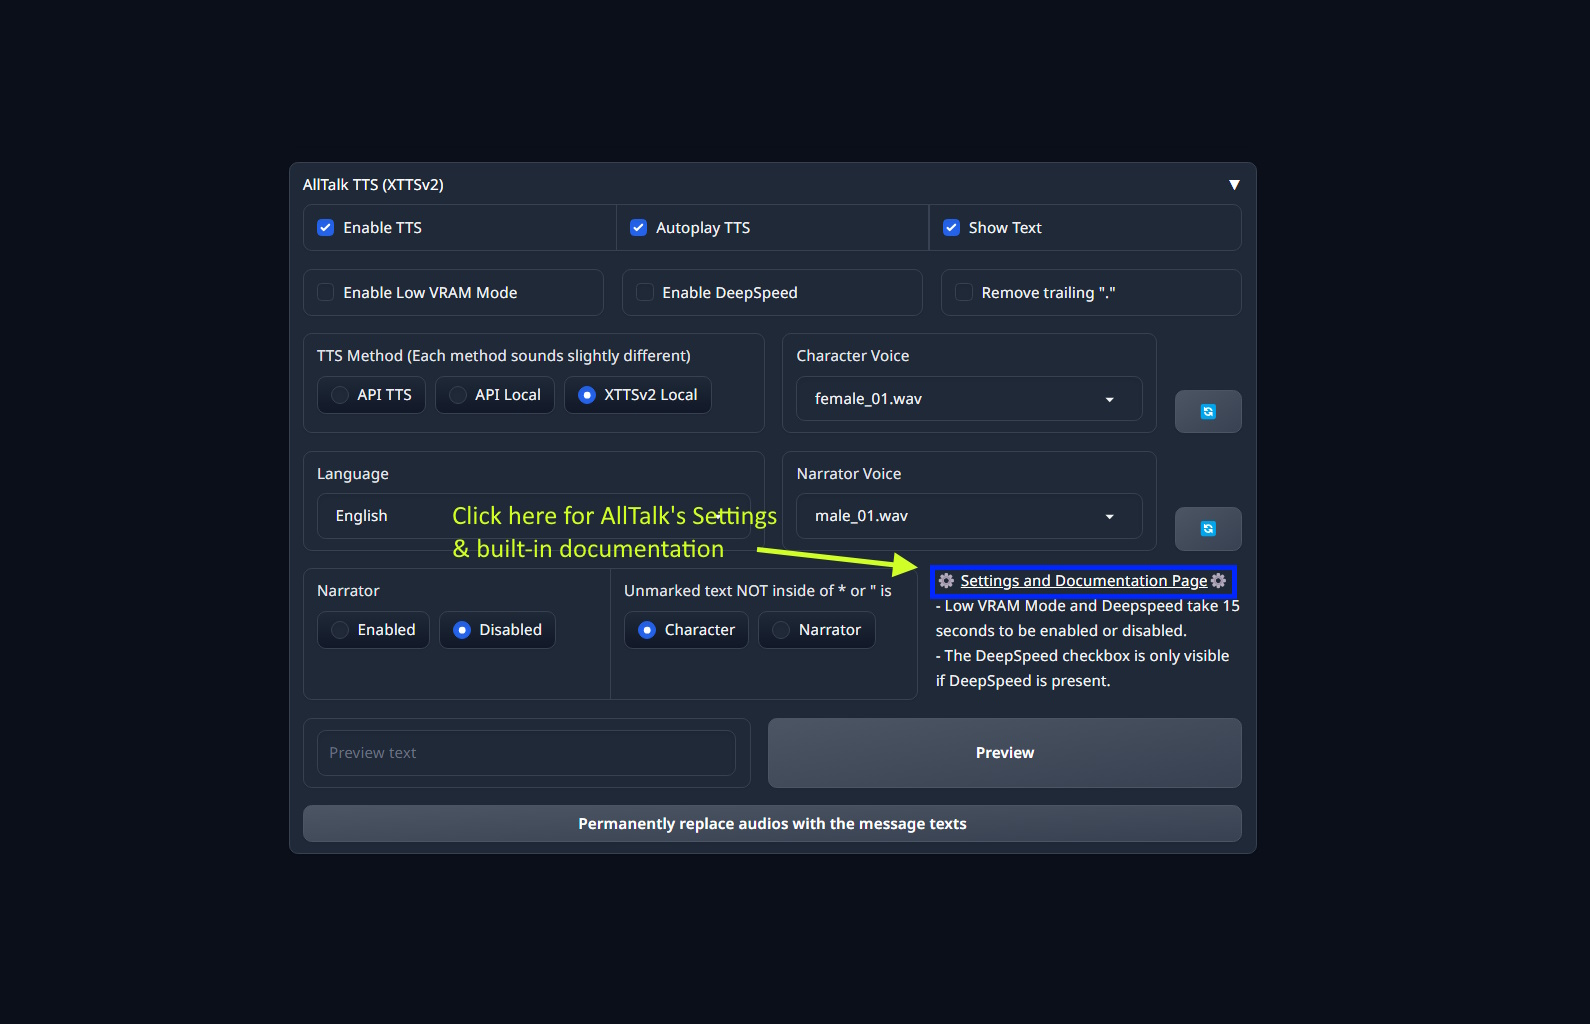 AllTalk TTS (XTTSv2)
Enable TTS
Autoplay TTS
Show Text
Enable Low VRAM Mode
Enable DeepSpeed
Remove trailing "."
TTS Method (Each method sounds slightly different)
API TTS
API Local
XTTSv2 Local
Character Voice
female_01.wav
Language
English
Narrator Voice
male_01.wav
Click here for AllTalk's Settings
& built-in documentation
Narrator
Enabled
Disabled
Unmarked text NOT inside of * or " is
Character
Narrator
Settings and Documentation Page
- Low VRAM Mode and Deepspeed take 15
seconds to be enabled or disabled.
- The DeepSpeed checkbox is only visible
if DeepSpeed is present.
Preview text
Preview
Permanently replace audios with the message texts